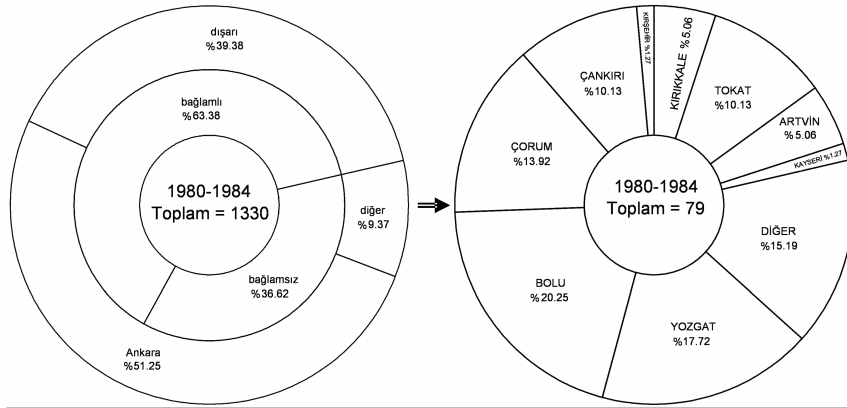 dışarı
%39.38
bağlamlı
%63.38
1980-1984
Toplam = 1330
diğer
%9.37
bağlamsız
%36.62
Ankara
%51.25
KIRŞEHİR %1.27
KIRIKKALE %5.06
ÇANKIRI
%10.13
TOKAT
%10.13
ARTVİN
%5.06
KAYSERİ %1.27
ÇORUM
%13.92
1980-1984
Toplam = 79
DİĞER
%15.19
BOLU
%20.25
YOZGAT
%17.72